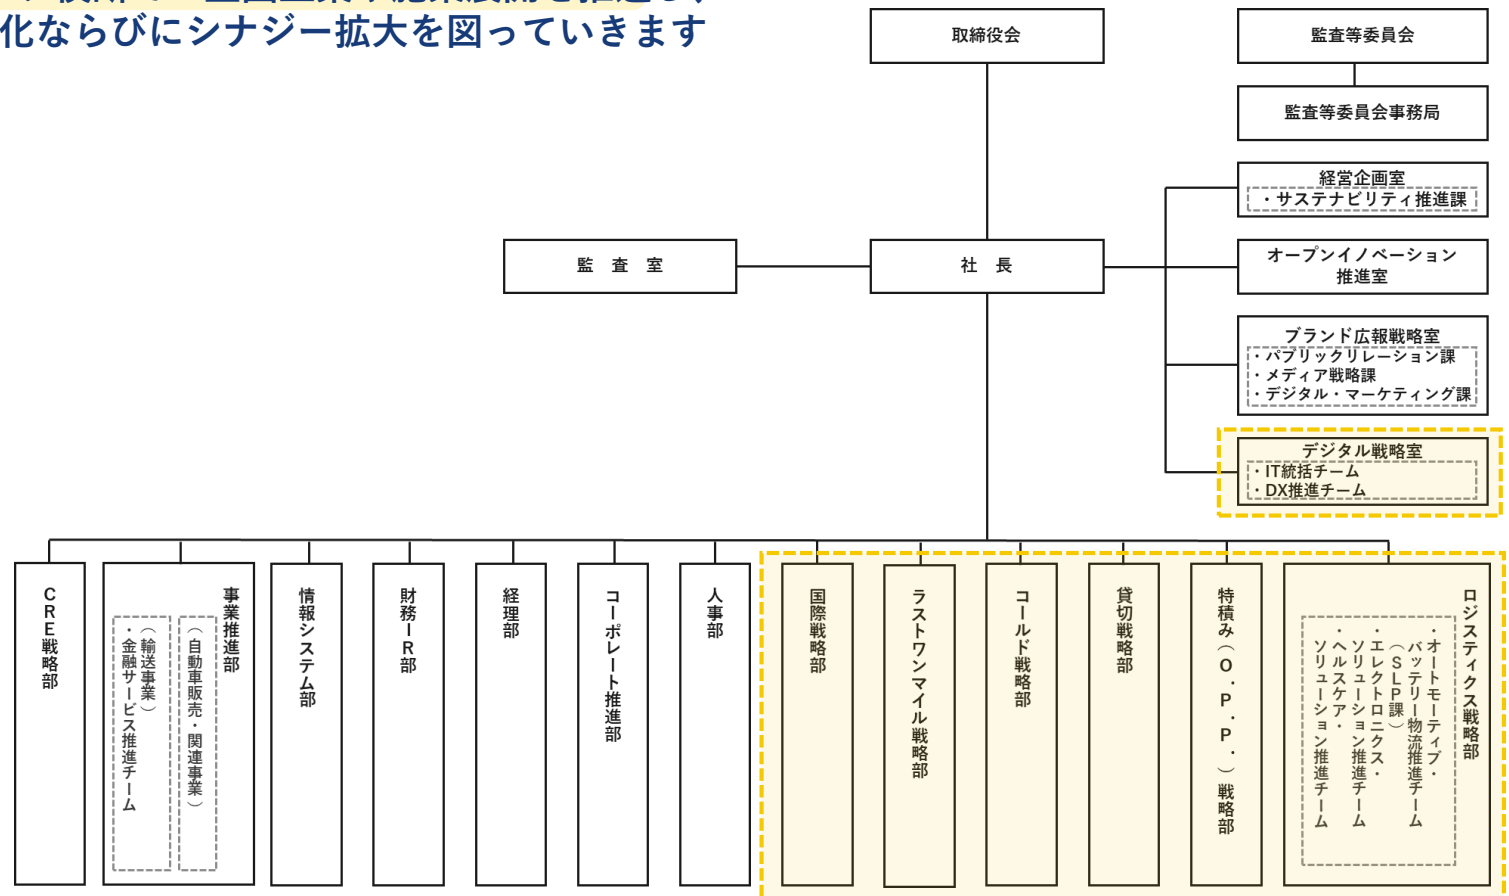 化ならびにシナジー拡大を図っていきます
取締役会
監査等委員会
監査等委員会事務局
経営企画室
・サステナビリティ推進課
監 査 室
社 長
オープンイノベーション
推進室
ブランド広報戦略室
・パブリックリレーション課
・メディア戦略課
・デジタル・マーケティング課
デジタル戦略室
・IT統括チーム
・DX推進チーム
CRE戦略部
事業推進部
（自動車販売・関連事業）
（輸送事業）
・金融サービス推進チーム
情報システム部
財務IR部
経理部
コーポレート推進部
人事部
国際戦略部
ラストワンマイル戦略部
コールド戦略部
貸切戦略部
特積み（O．P．P．）戦略部
ロジスティクス戦略部
・オートモーティブ・
バッテリー物流推進チーム
（SLP課）
・エレクトロニクス・
ソリューション推進チーム
・ヘルスケア・
ソリューション推進チーム